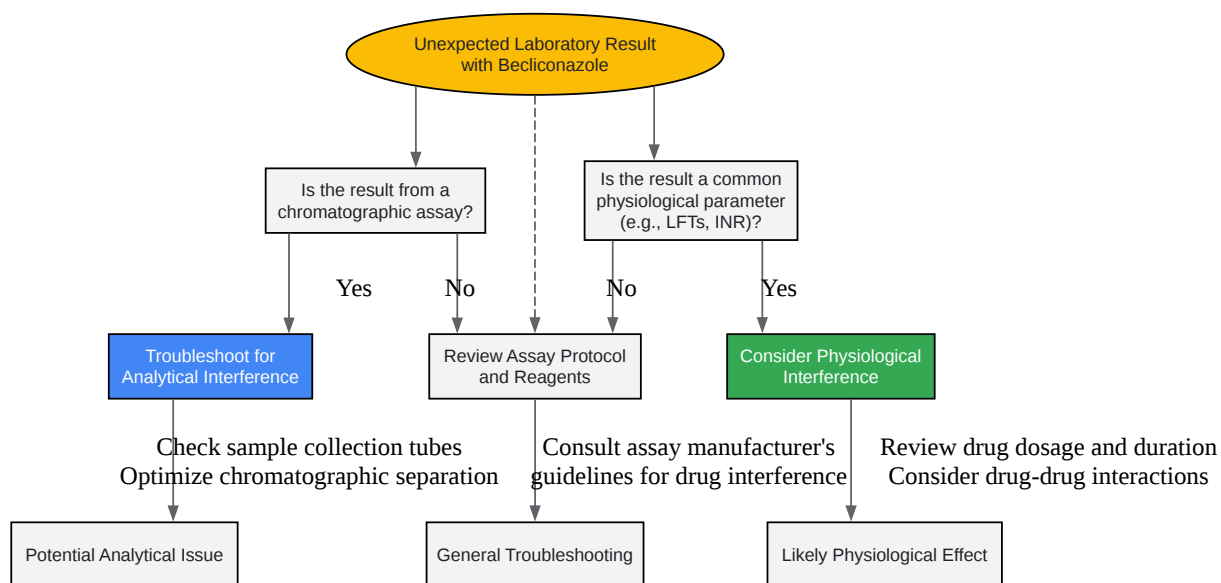 Unexpected Laboratory Result
with Becliconazole
Is the result from a
chromatographic assay?
Is the result a common
physiological parameter
(e.g., LFTs, INR)?
Yes
No
No
Yes
Troubleshoot for
Analytical Interference
Review Assay Protocol
and Reagents
Consider Physiological
Interference
Check sample collection tubes
Optimize chromatographic separation
Consult assay manufacturer's
guidelines for drug interference
Review drug dosage and duration
Consider drug-drug interactions
Potential Analytical Issue
General Troubleshooting
Likely Physiological Effect